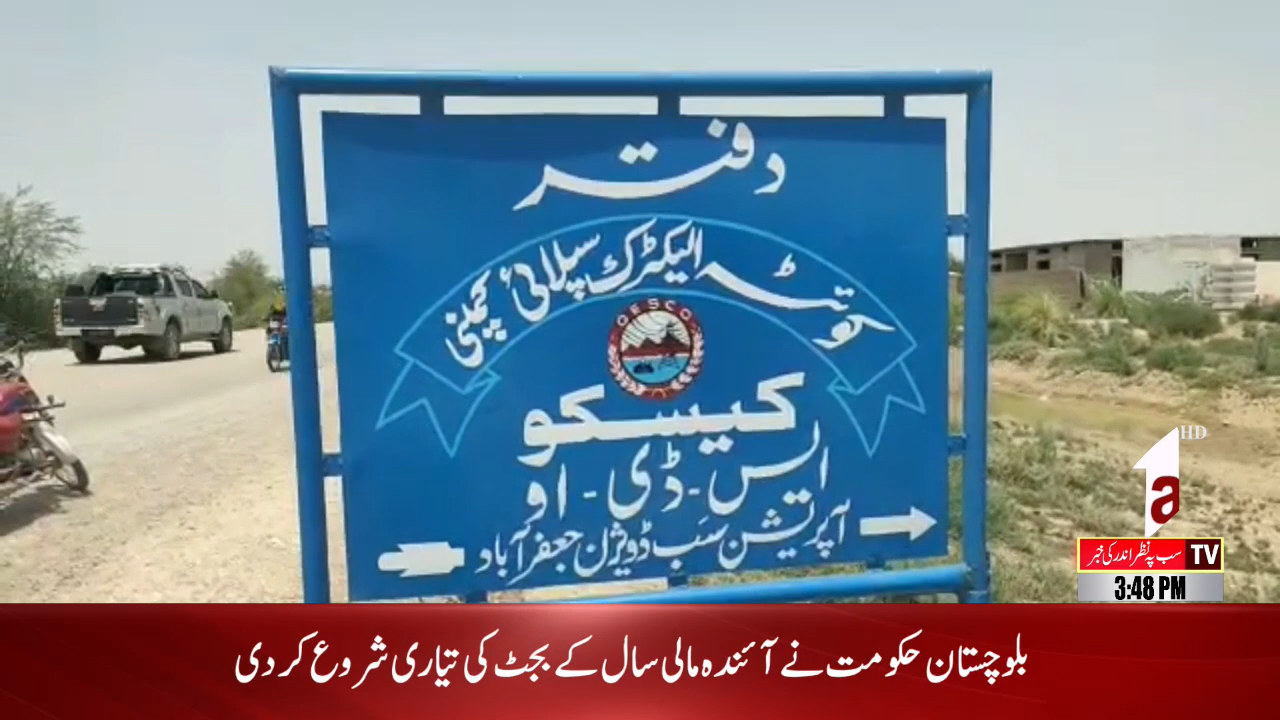 دفتر
کوئٹہ الیکٹرک سپلائی کمپنی
QESCO
کیسکو
ایس - ڈی - او
آپریشن سَب ڈویژن جعفرآباد
HD
1
a
سب پہ نظر اندر کی خبر TV
3:48 PM
بلوچستان حکومت نے آئندہ مالی سال کے بجٹ کی تیاری شروع کر دی